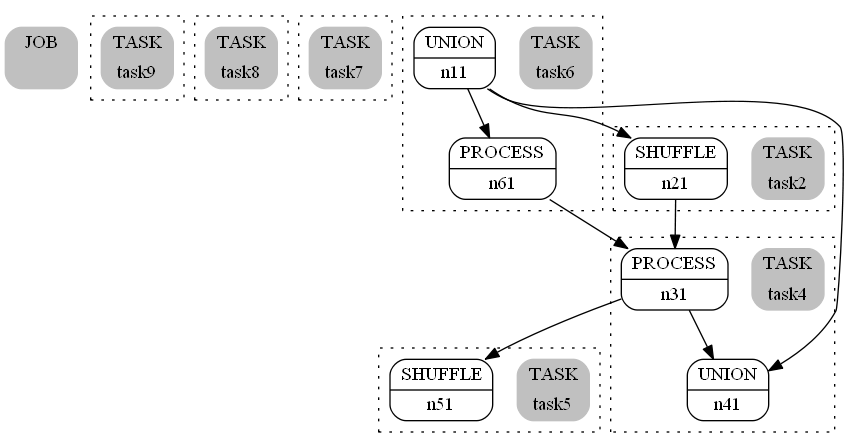 JOB
TASK
task9
TASK
task8
TASK
task7
UNION
n11
TASK
task6
PROCESS
n61
SHUFFLE
n21
TASK
task2
PROCESS
n31
TASK
task4
SHUFFLE
n51
TASK
task5
UNION
n41